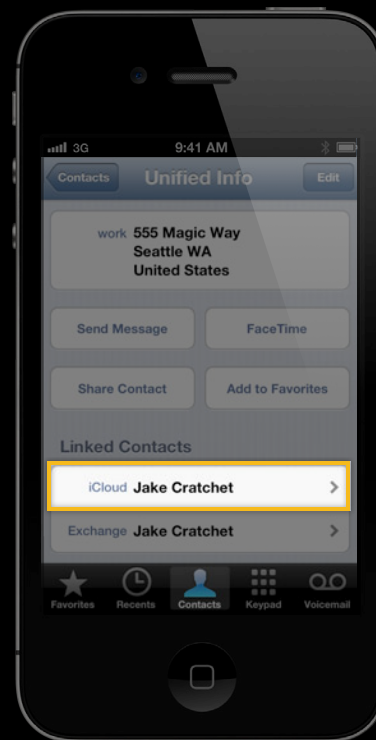 3G 9:41 AM
Contacts Unified Info Edit
work 555 Magic Way
Seattle WA
United States
Send Message FaceTime
Share Contact Add to Favorites
Linked Contacts
iCloud Jake Cratchet
Exchange Jake Cratchet
Favorites Recents Contacts Keypad Voicemail